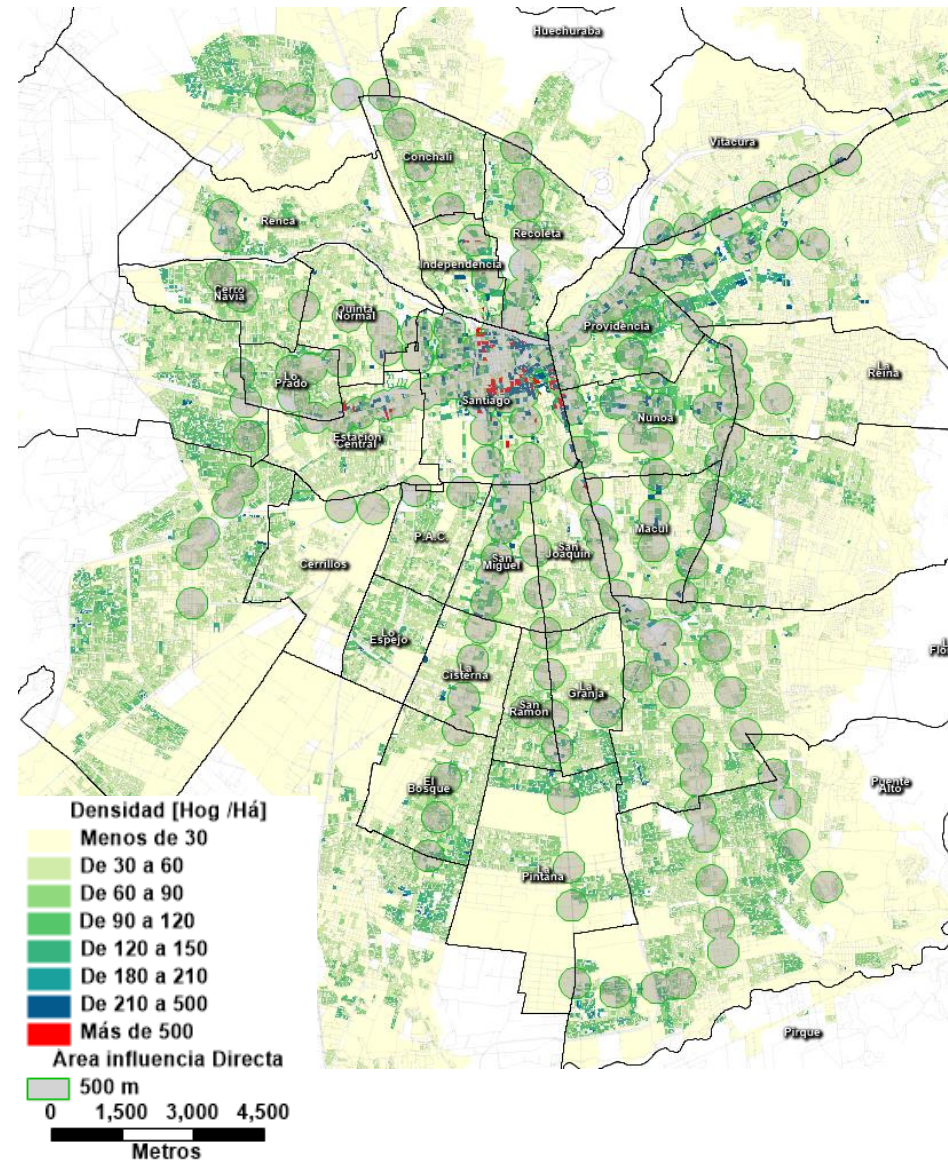 Huechuraba
Vitacura
Conchalí
Renca
Recoleta
Independencia
Cerro
Navia
Quinta
Normal
Providencia
La
Reina
Lo
Prado
Santiago
Ñuñoa
Estación
Central
P.A.C.
Macul
San
Joaquín
San
Miguel
Cerrillos
Lo
Espejo
La
Cisterna
La
Granja
San
Ramón
El
Bosque
Puente
Alto
La
Pintana
Pirque
Densidad [Hog /Há]
Menos de 30
De 30 a 60
De 60 a 90
De 90 a 120
De 120 a 150
De 180 a 210
De 210 a 500
Más de 500
Área influencia Directa
500 m
0 1,500 3,000 4,500
Metros